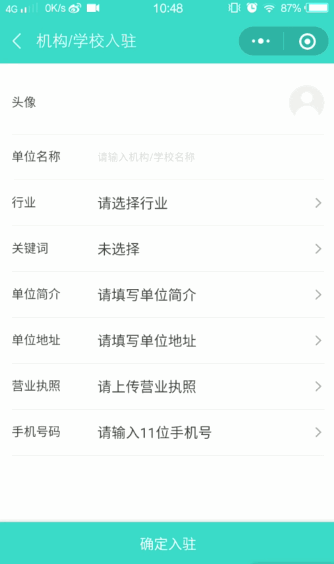 4G 0K/s 10:48 87%
机构/学校入驻
头像
单位名称 请输入机构/学校名称
行业 请选择行业
关键词 未选择
单位简介 请填写单位简介
单位地址 请填写单位地址
营业执照 请上传营业执照
手机号码 请输入11位手机号
确定入驻